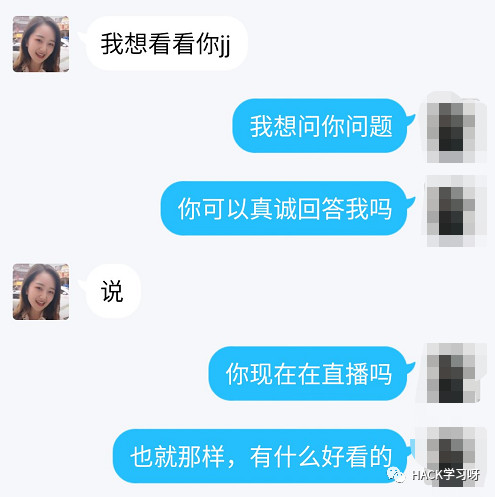 我想看看你jj
我想问你问题
你可以真诚回答我吗
说
你现在在直播吗
也就那样，有什么好看的
HACK学习呀